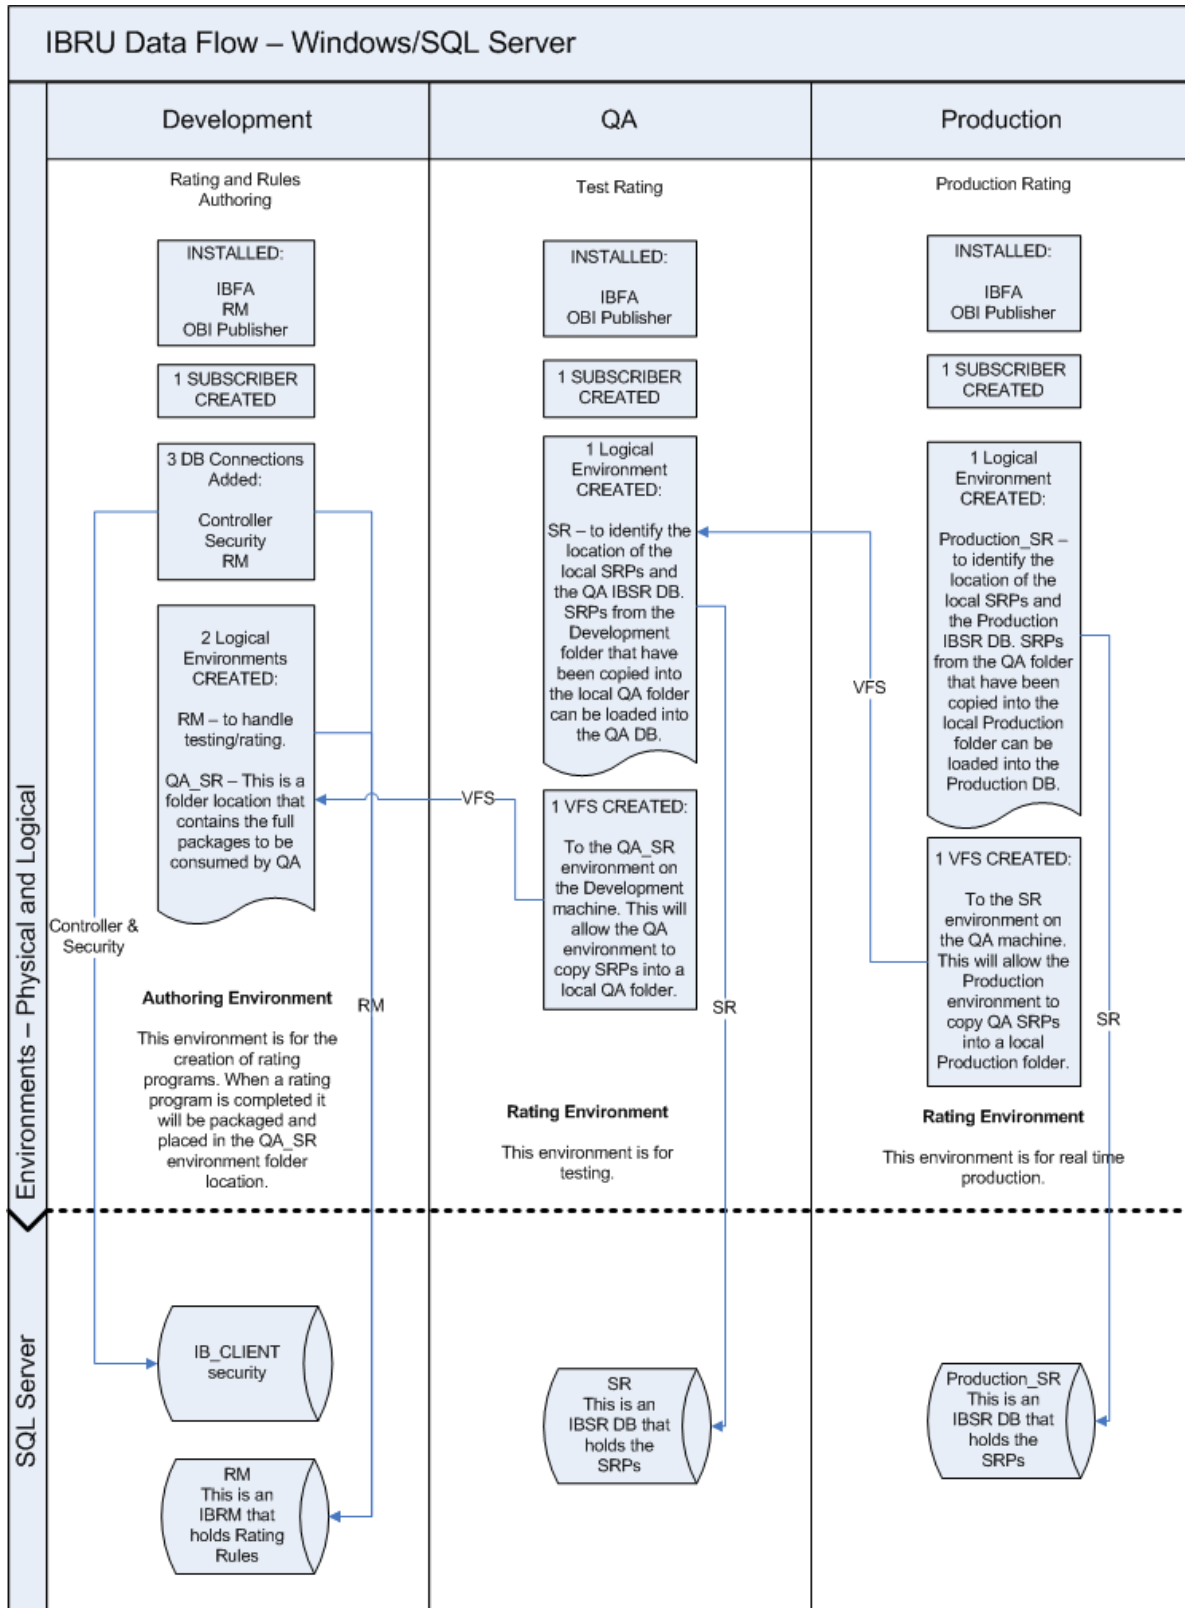 IBRU Data Flow – Windows/SQL Server
Development
QA
Production
Environments – Physical and Logical
SQL Server
Rating and Rules
Authoring
INSTALLED:
IBFA
RM
OBI Publisher
1 SUBSCRIBER
CREATED
3 DB Connections
Added:
Controller
Security
RM
2 Logical
Environments
CREATED:
RM – to handle
testing/rating.
QA_SR – This is a
folder location that
contains the full
packages to be
consumed by QA
Controller &
Security
RM
Authoring Environment
This environment is for the
creation of rating
programs. When a rating
program is completed it
will be packaged and
placed in the QA_SR
environment folder
location.
IB_CLIENT
security
RM
This is an
IBRM that
holds Rating
Rules
Test Rating
INSTALLED:
IBFA
OBI Publisher
1 SUBSCRIBER
CREATED
1 Logical
Environment
CREATED:
SR – to identify the
location of the
local SRPs and
the QA IBSR DB.
SRPs from the
Development
folder that have
been copied into
the local QA folder
can be loaded into
the QA DB.
VFS
1 VFS CREATED:
To the QA_SR
environment on
the Development
machine. This will
allow the QA
environment to
copy SRPs into a
local QA folder.
SR
Rating Environment
This environment is for
testing.
SR
This is an
IBSR DB that
holds the
SRPs
Production Rating
INSTALLED:
IBFA
OBI Publisher
1 SUBSCRIBER
CREATED
1 Logical
Environment
CREATED:
Production_SR –
to identify the
location of the
local SRPs and
the Production
IBSR DB. SRPs
from the QA folder
that have been
copied into the
local Production
folder can be
loaded into the
Production DB.
VFS
1 VFS CREATED:
To the SR
environment on
the QA machine.
This will allow the
Production
environment to
copy QA SRPs
into a local
Production folder.
SR
Rating Environment
This environment is for real time
production.
Production_SR
This is an
IBSR DB that
holds the
SRPs